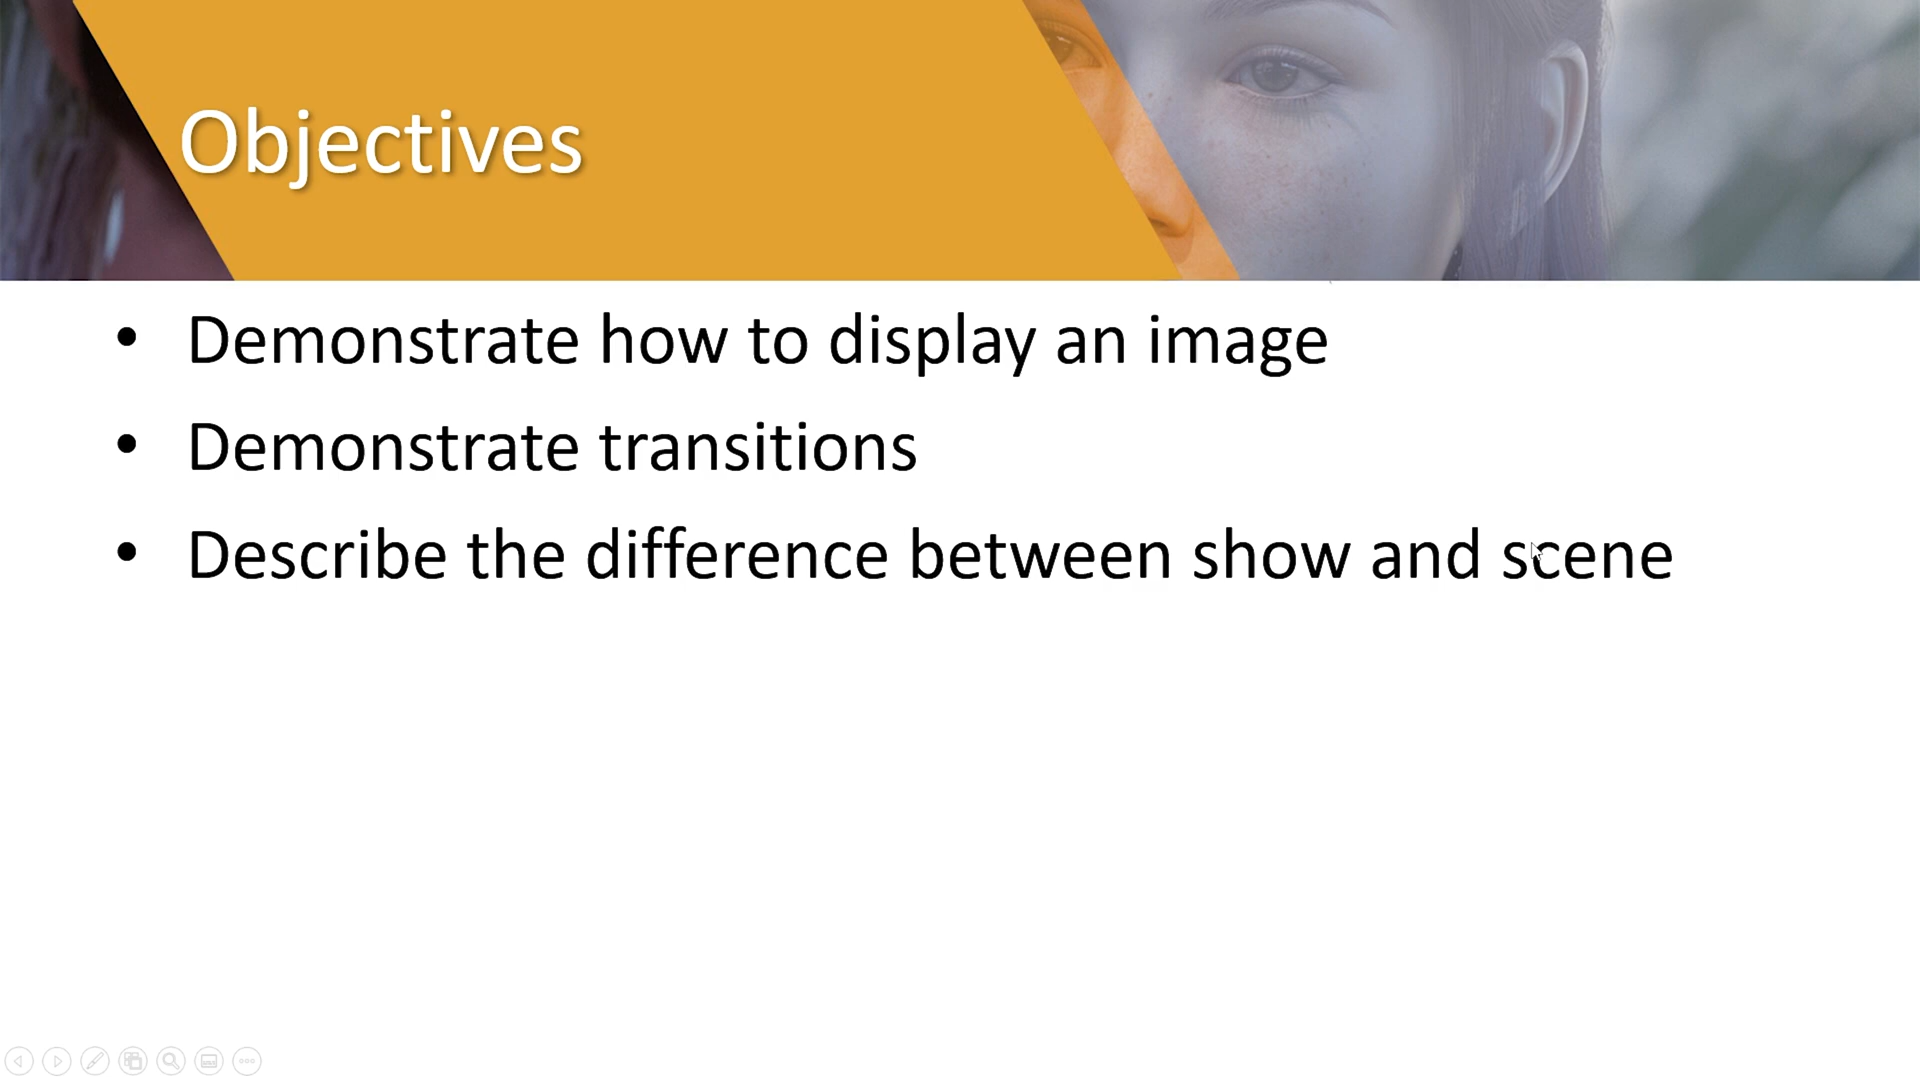 Objectives
• Demonstrate how to display an image
• Demonstrate transitions
• Describe the difference between show and scene